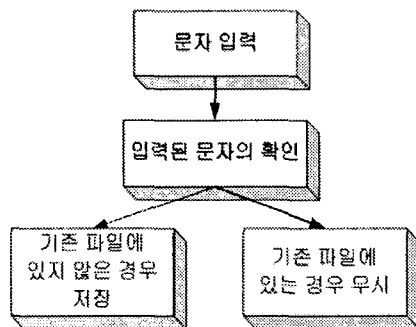 문자 입력
입력된 문자의 확인
기존 파일에
있지 않은 경우
저장
기존 파일에
있는 경우 무시